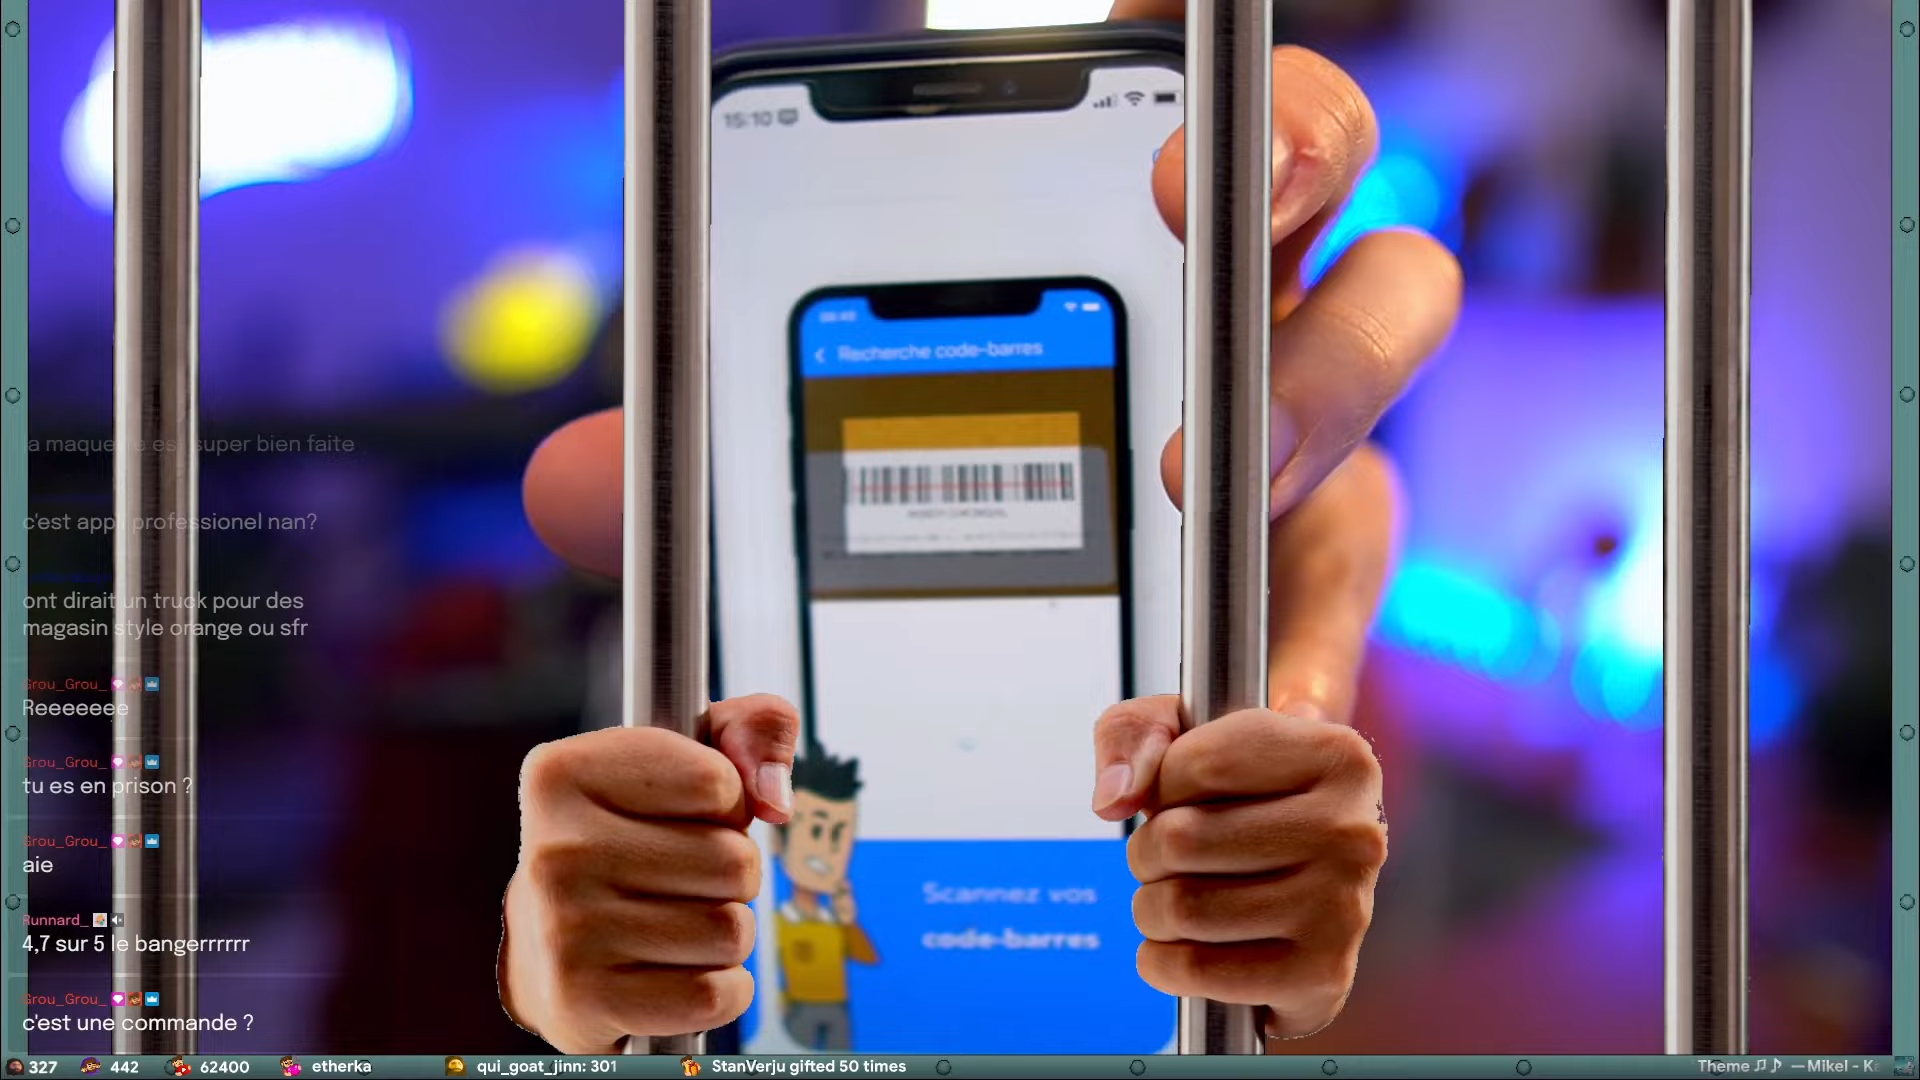 15:10
Recherche code-barres
Scannez vos
code-barres
la maquette est super bien faite
c'est appli professionel nan?
ont dirait un truck pour des
magasin style orange ou sfr
Grou_Grou_
Reeeeeee
Grou_Grou_
tu es en prison ?
Grou_Grou_
aie
Runnard_
4,7 sur 5 le bangerrrrrr
Grou_Grou_
c'est une commande ?
327
442
62400
etherka
qui_goat_jinn: 301
StanVerju gifted 50 times
Theme — Mikel - K